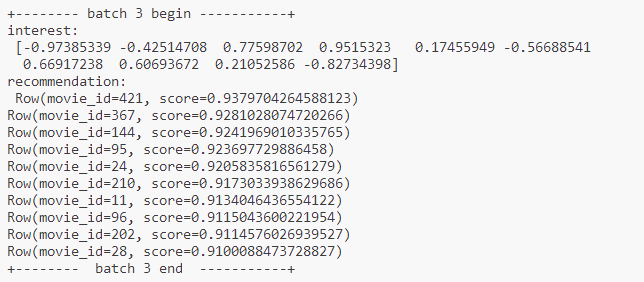 +-------- batch 3 begin -----------+
interest:
 [-0.97385339 -0.42514708  0.77598702  0.9515323   0.17455949 -0.56688541
  0.66917238  0.60693672  0.21052586 -0.82734398]
recommendation:
 Row(movie_id=421, score=0.9379704264588123)
Row(movie_id=367, score=0.9281028074720266)
Row(movie_id=144, score=0.9241969010335765)
Row(movie_id=95, score=0.923697729886458)
Row(movie_id=24, score=0.9205835816561279)
Row(movie_id=210, score=0.9173033938629686)
Row(movie_id=11, score=0.9134046436554122)
Row(movie_id=96, score=0.9115043600221954)
Row(movie_id=202, score=0.9114576026939527)
Row(movie_id=28, score=0.9100088473728827)
+--------  batch 3 end  -----------+